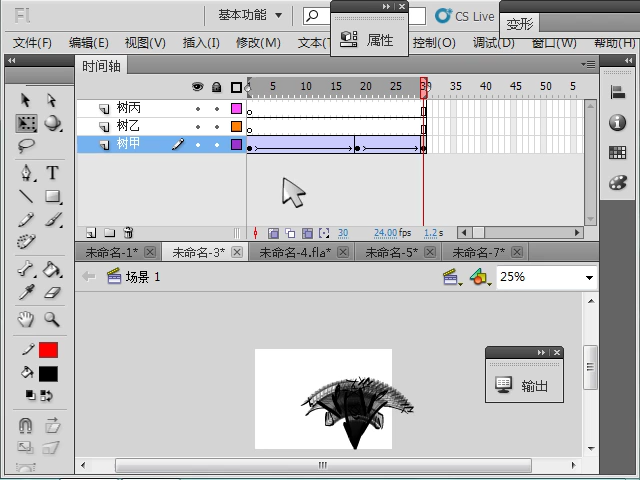 Fl
基本功能
CS Live
变形
文件(F) 编辑(E) 视图(V) 插入(I) 修改(M) 文本(T) 控制(O) 调试(D) 窗口(W) 帮助(H)
属性
时间轴
5 10 15 20 25 30 35 40 45 50 55
树丙
树乙
树甲
30 24.00 fps 1.2 s
未命名-1* 未命名-3* 未命名-4.fla* 未命名-5* 未命名-7*
场景 1
25%
输出